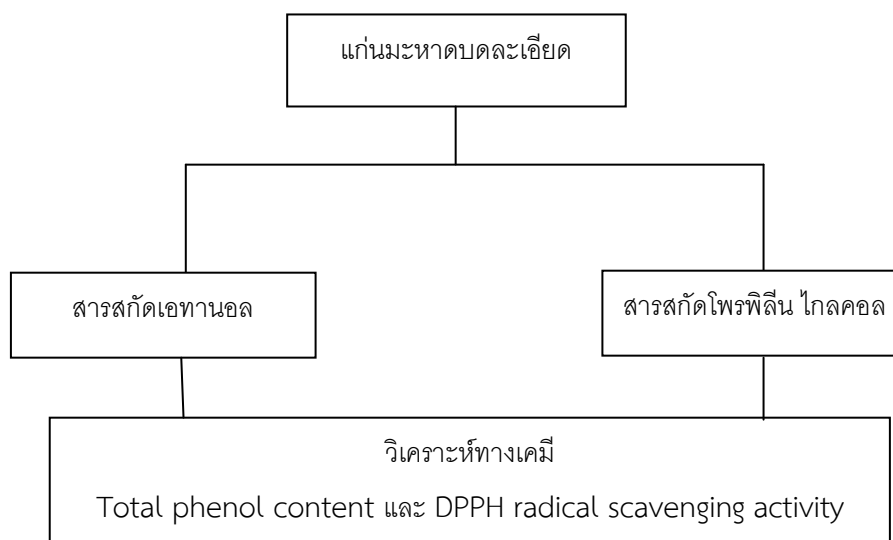 แก่นมะหาดบดละเอียด
สารสกัดเอทานอล
สารสกัดโพรพิลีน ไกลคอล
วิเคราะห์ทางเคมี
Total phenol content และ DPPH radical scavenging activity